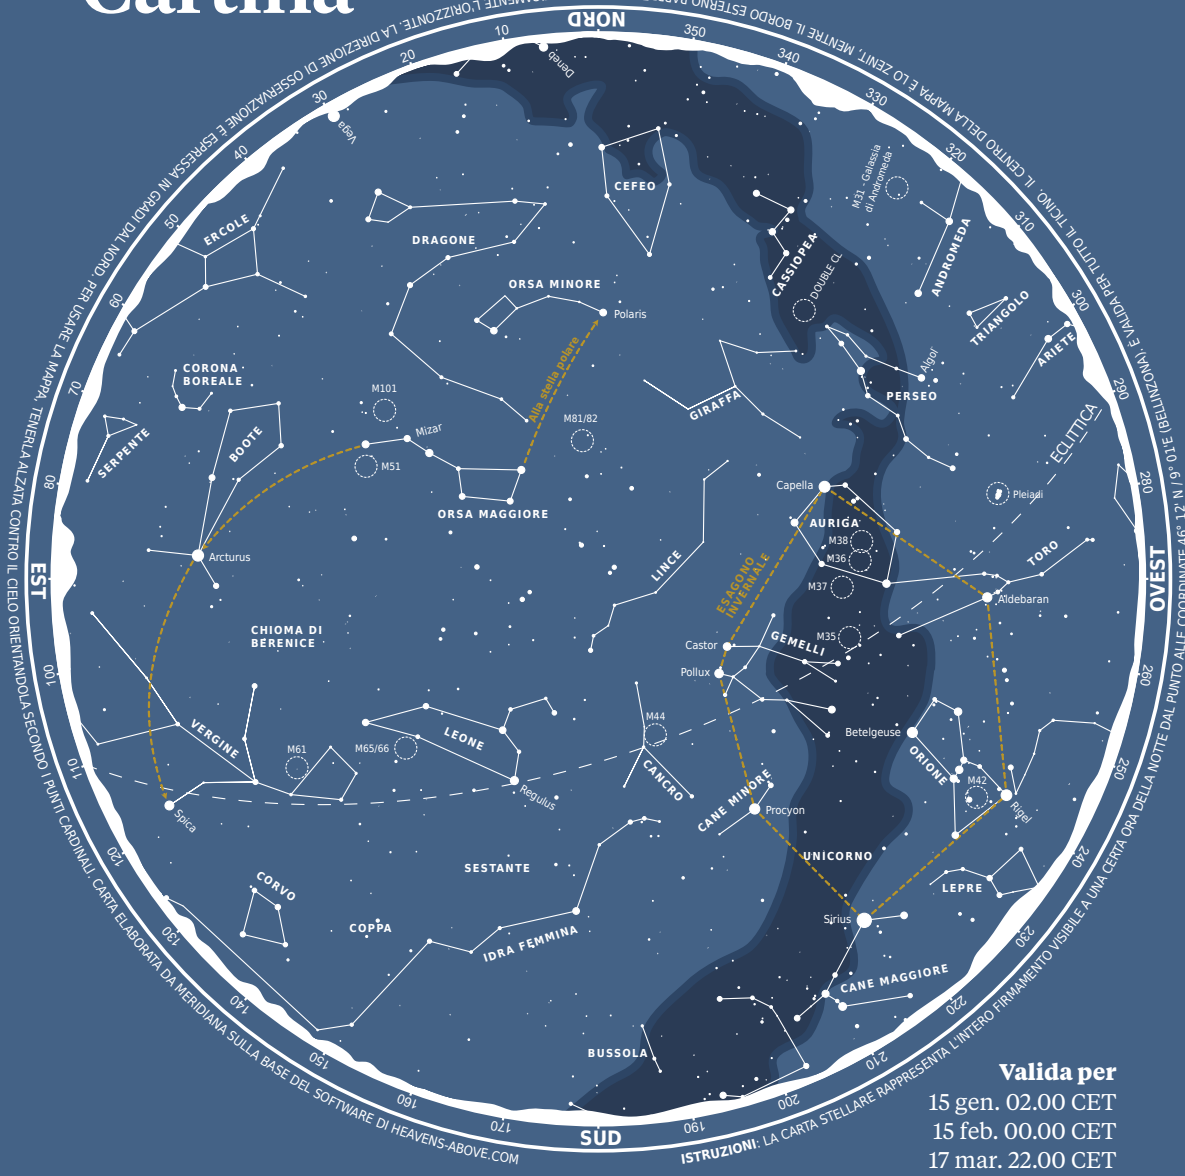 Cartina
NORD
10
350
20
340
30
330
40
320
50
310
60
300
70
290
80
280
EST
OVEST
100
260
110
250
120
240
130
230
140
220
150
210
160
200
170
190
SUD
Deneb
Vega
CEFEO
M31 - Galassia
di Andromeda
ERCOLE
DRAGONE
CASSIOPEA
DOUBLE CL
ANDROMEDA
ORSA MINORE
Polaris
TRIANGOLO
ARIETE
CORONA
BOREALE
Alla stella polare
Algor
M101
GIRAFFA
PERSEO
M81/82
SERPENTE
BOOTE
Mizar
ECLITTICA
M51
Capella
Pleiadi
ORSA MAGGIORE
AURIGA
M38
M36
TORO
Arcturus
LINCE
ESAGONO
INVERNALE
M37
Aldebaran
CHIOMA DI
BERENICE
M35
GEMELLI
Castor
Pollux
M44
Betelgeuse
VERGINE
M61
M65/66
LEONE
CANCRO
ORIONE
M42
Regulus
CANE MINORE
Procyon
Rigel
Spica
UNICORNO
SESTANTE
LEPRE
CORVO
COPPA
IDRA FEMMINA
Sirius
CANE MAGGIORE
BUSSOLA
ISTRUZIONI: LA CARTA STELLARE RAPPRESENTA L'INTERO FIRMAMENTO VISIBILE A UNA CERTA ORA DELLA NOTTE DAL PUNTO ALLE COORDINATE 46° 12' N / 9° 01'E (BELLINZONA). È VALIDA PER TUTTO IL TICINO. IL CENTRO DELLA MAPPA È LO ZENIT, MENTRE IL BORDO ESTERNO L'ORIZZONTE. LA DIREZIONE DI OSSERVAZIONE È ESPRESSA IN GRADI DAL NORD. PER USARE LA MAPPA, TENERLA ALZATA CONTRO IL CIELO ORIENTANDOLA SECONDO I PUNTI CARDINALI. CARTA ELABORATA DA MERIDIANA SULLA BASE DEL SOFTWARE DI HEAVENS-ABOVE.COM
Valida per
15 gen. 02.00 CET
15 feb. 00.00 CET
17 mar. 22.00 CET